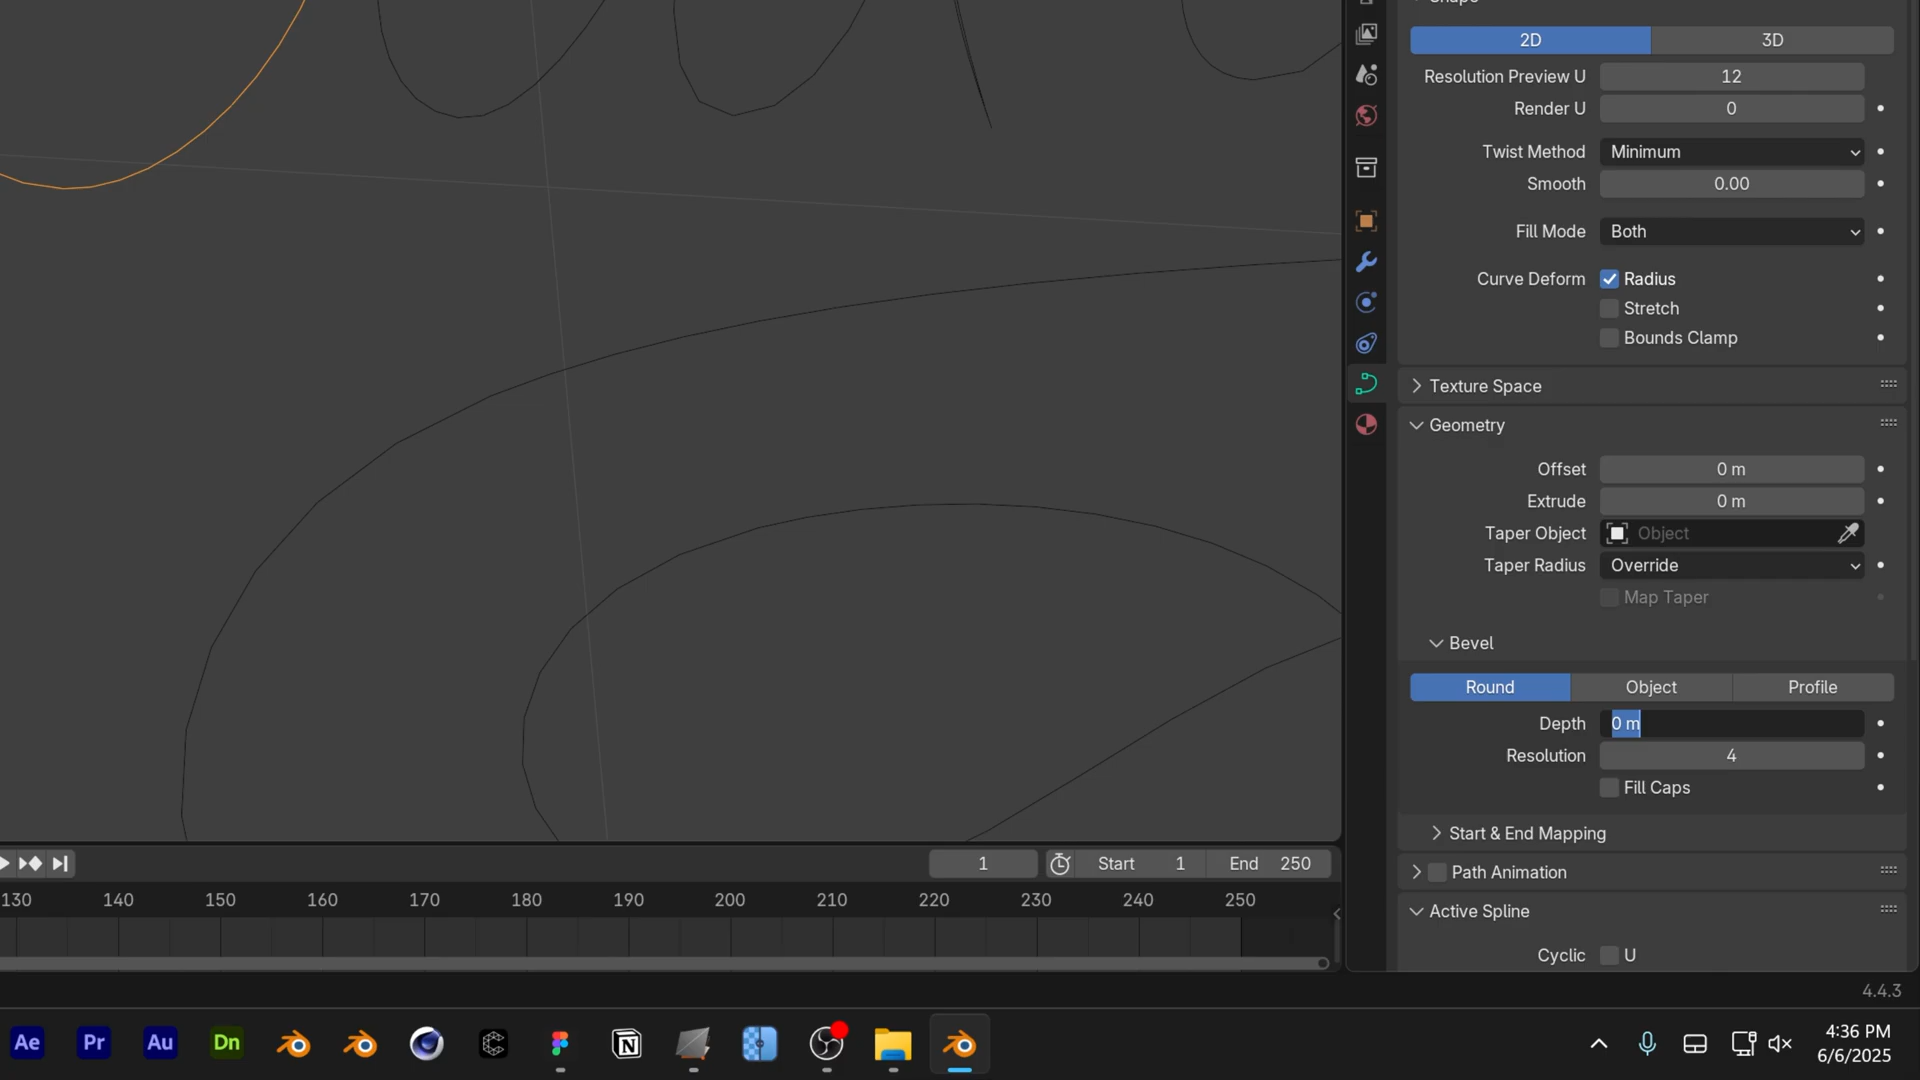 2D 3D
Resolution Preview U 12
Render U 0
Twist Method Minimum
Smooth 0.00
Fill Mode Both
Curve Deform Radius
Stretch
Bounds Clamp
Texture Space
Geometry
Offset 0 m
Extrude 0 m
Taper Object Object
Taper Radius Override
Map Taper
Bevel
Round Object Profile
Depth 0 m
Resolution 4
Fill Caps
Start & End Mapping
Path Animation
Active Spline
Cyclic U
1 Start 1 End 250
130 140 150 160 170 180 190 200 210 220 230 240 250
4.4.3
Ae Pr Au Dn
4:36 PM
6/6/2025